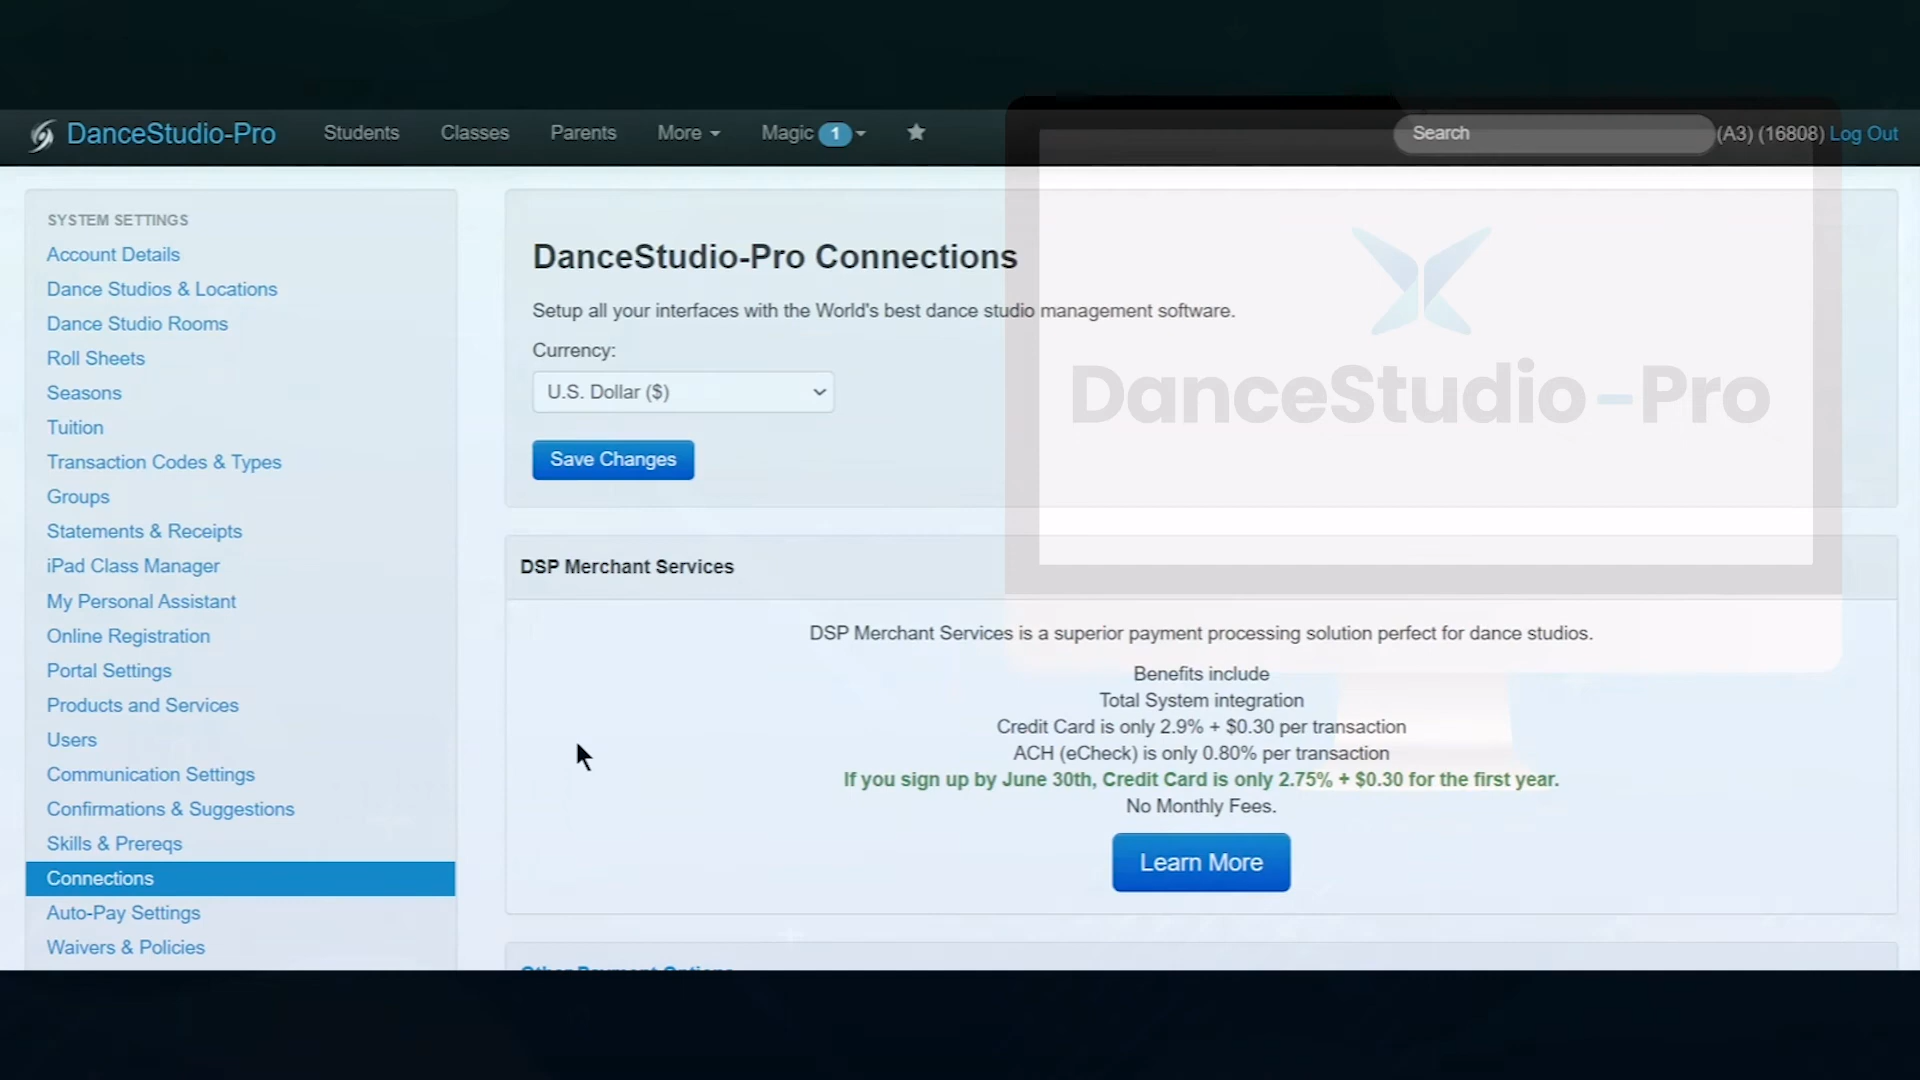 DanceStudio-Pro Students Classes Parents More Magic 1 Search (A3) (16808) Log Out
SYSTEM SETTINGS
Account Details
Dance Studios & Locations
Dance Studio Rooms
Roll Sheets
Seasons
Tuition
Transaction Codes & Types
Groups
Statements & Receipts
iPad Class Manager
My Personal Assistant
Online Registration
Portal Settings
Products and Services
Users
Communication Settings
Confirmations & Suggestions
Skills & Prereqs
Connections
Auto-Pay Settings
Waivers & Policies
DanceStudio-Pro Connections
Setup all your interfaces with the World's best dance studio management software.
Currency:
U.S. Dollar ($)
Save Changes
DanceStudio-Pro
DSP Merchant Services
DSP Merchant Services is a superior payment processing solution perfect for dance studios.
Benefits include
Total System integration
Credit Card is only 2.9% + $0.30 per transaction
ACH (eCheck) is only 0.80% per transaction
If you sign up by June 30th, Credit Card is only 2.75% + $0.30 for the first year.
No Monthly Fees.
Learn More
Other Payment Options